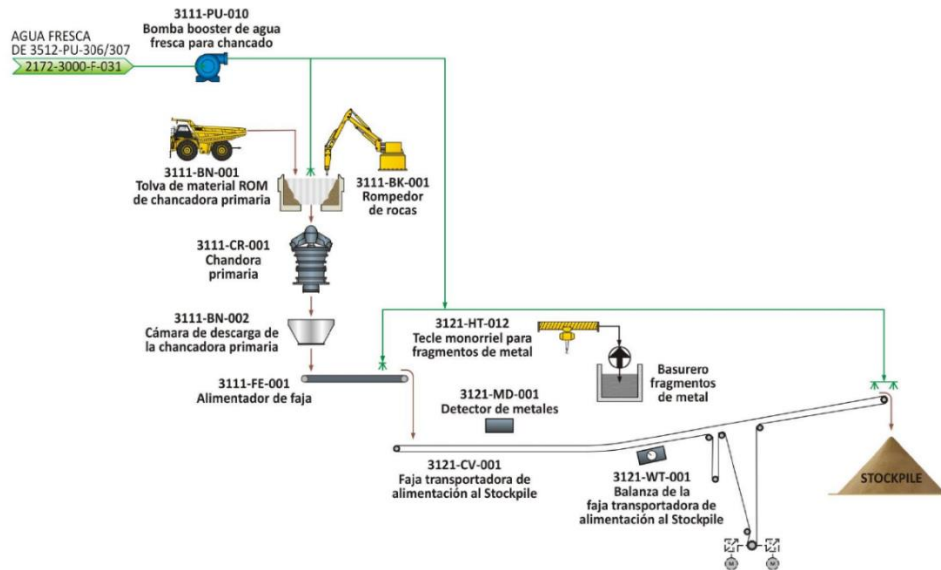 3111-PU-010
Bomba booster de agua
fresca para chancado
AGUA FRESCA
DE 3512-PU-306/307
2172-3000-F-031
3111-BN-001
Tolva de material ROM
de chancadora primaria
3111-BK-001
Rompedor
de rocas
3111-CR-001
Chandora
primaria
3111-BN-002
Cámara de descarga de
la chancadora primaria
3111-FE-001
Alimentador de faja
3121-HT-012
Tecle monorriel para
fragmentos de metal
Basurero
fragmentos
de metal
3121-MD-001
Detector de metales
3121-CV-001
Faja transportadora de
alimentación al Stockpile
3121-WT-001
Balanza de la
faja transportadora de
alimentación al Stockpile
STOCKPILE
M
M